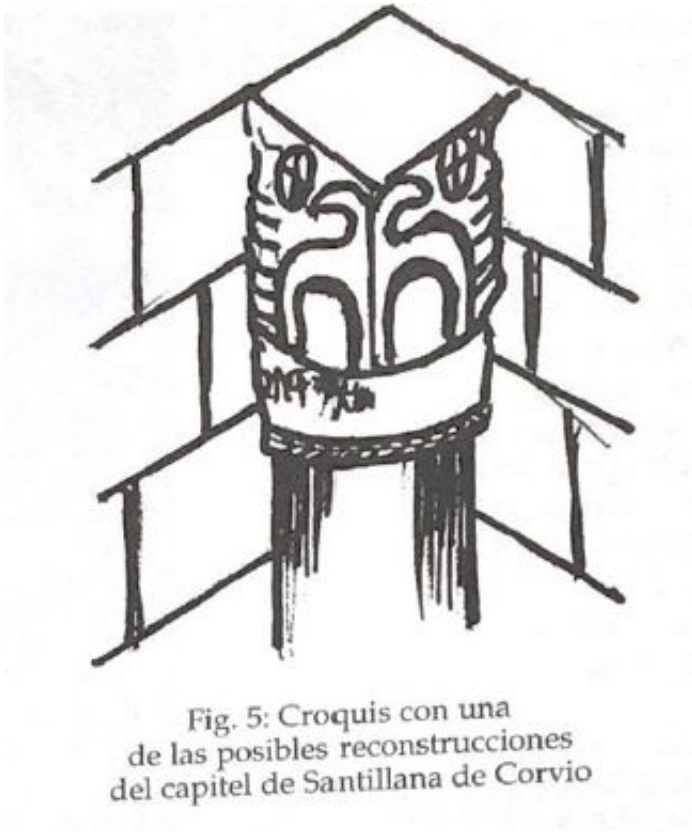 Fig. 5: Croquis con una
de las posibles reconstrucciones
del capitel de Santillana de Corvio